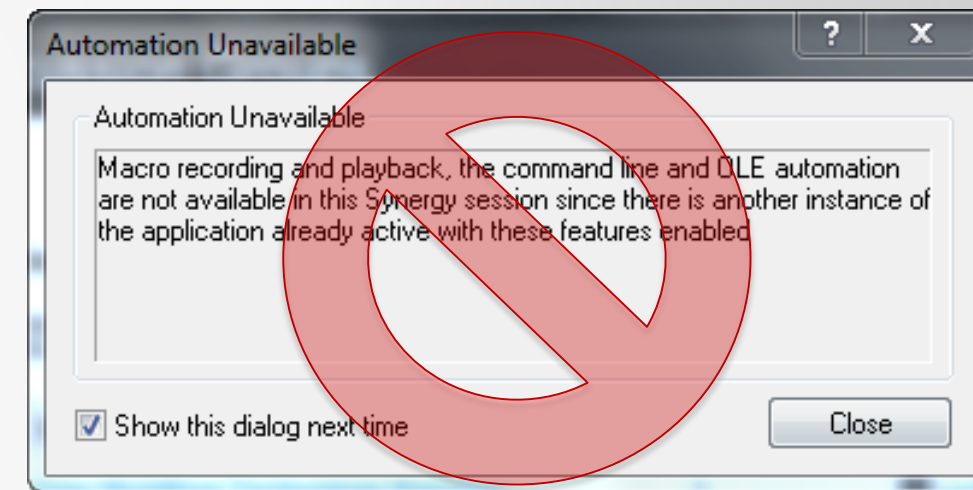 Automation Unavailable
? x
Automation Unavailable
Macro recording and playback, the command line and OLE automation
are not available in this Synergy session since there is another instance of
the application already active with these features enabled
Show this dialog next time
Close